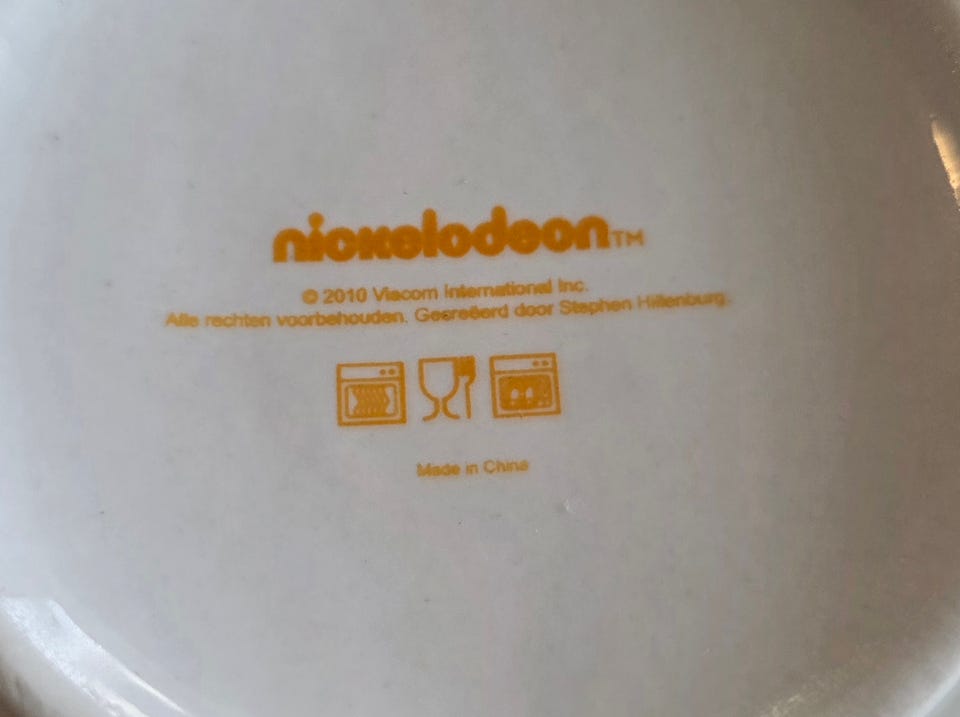 nickelodeon™
© 2010 Viacom International Inc.
Alle rechten voorbehouden. Gecreëerd door Stephen Hillenburg.
Made in China